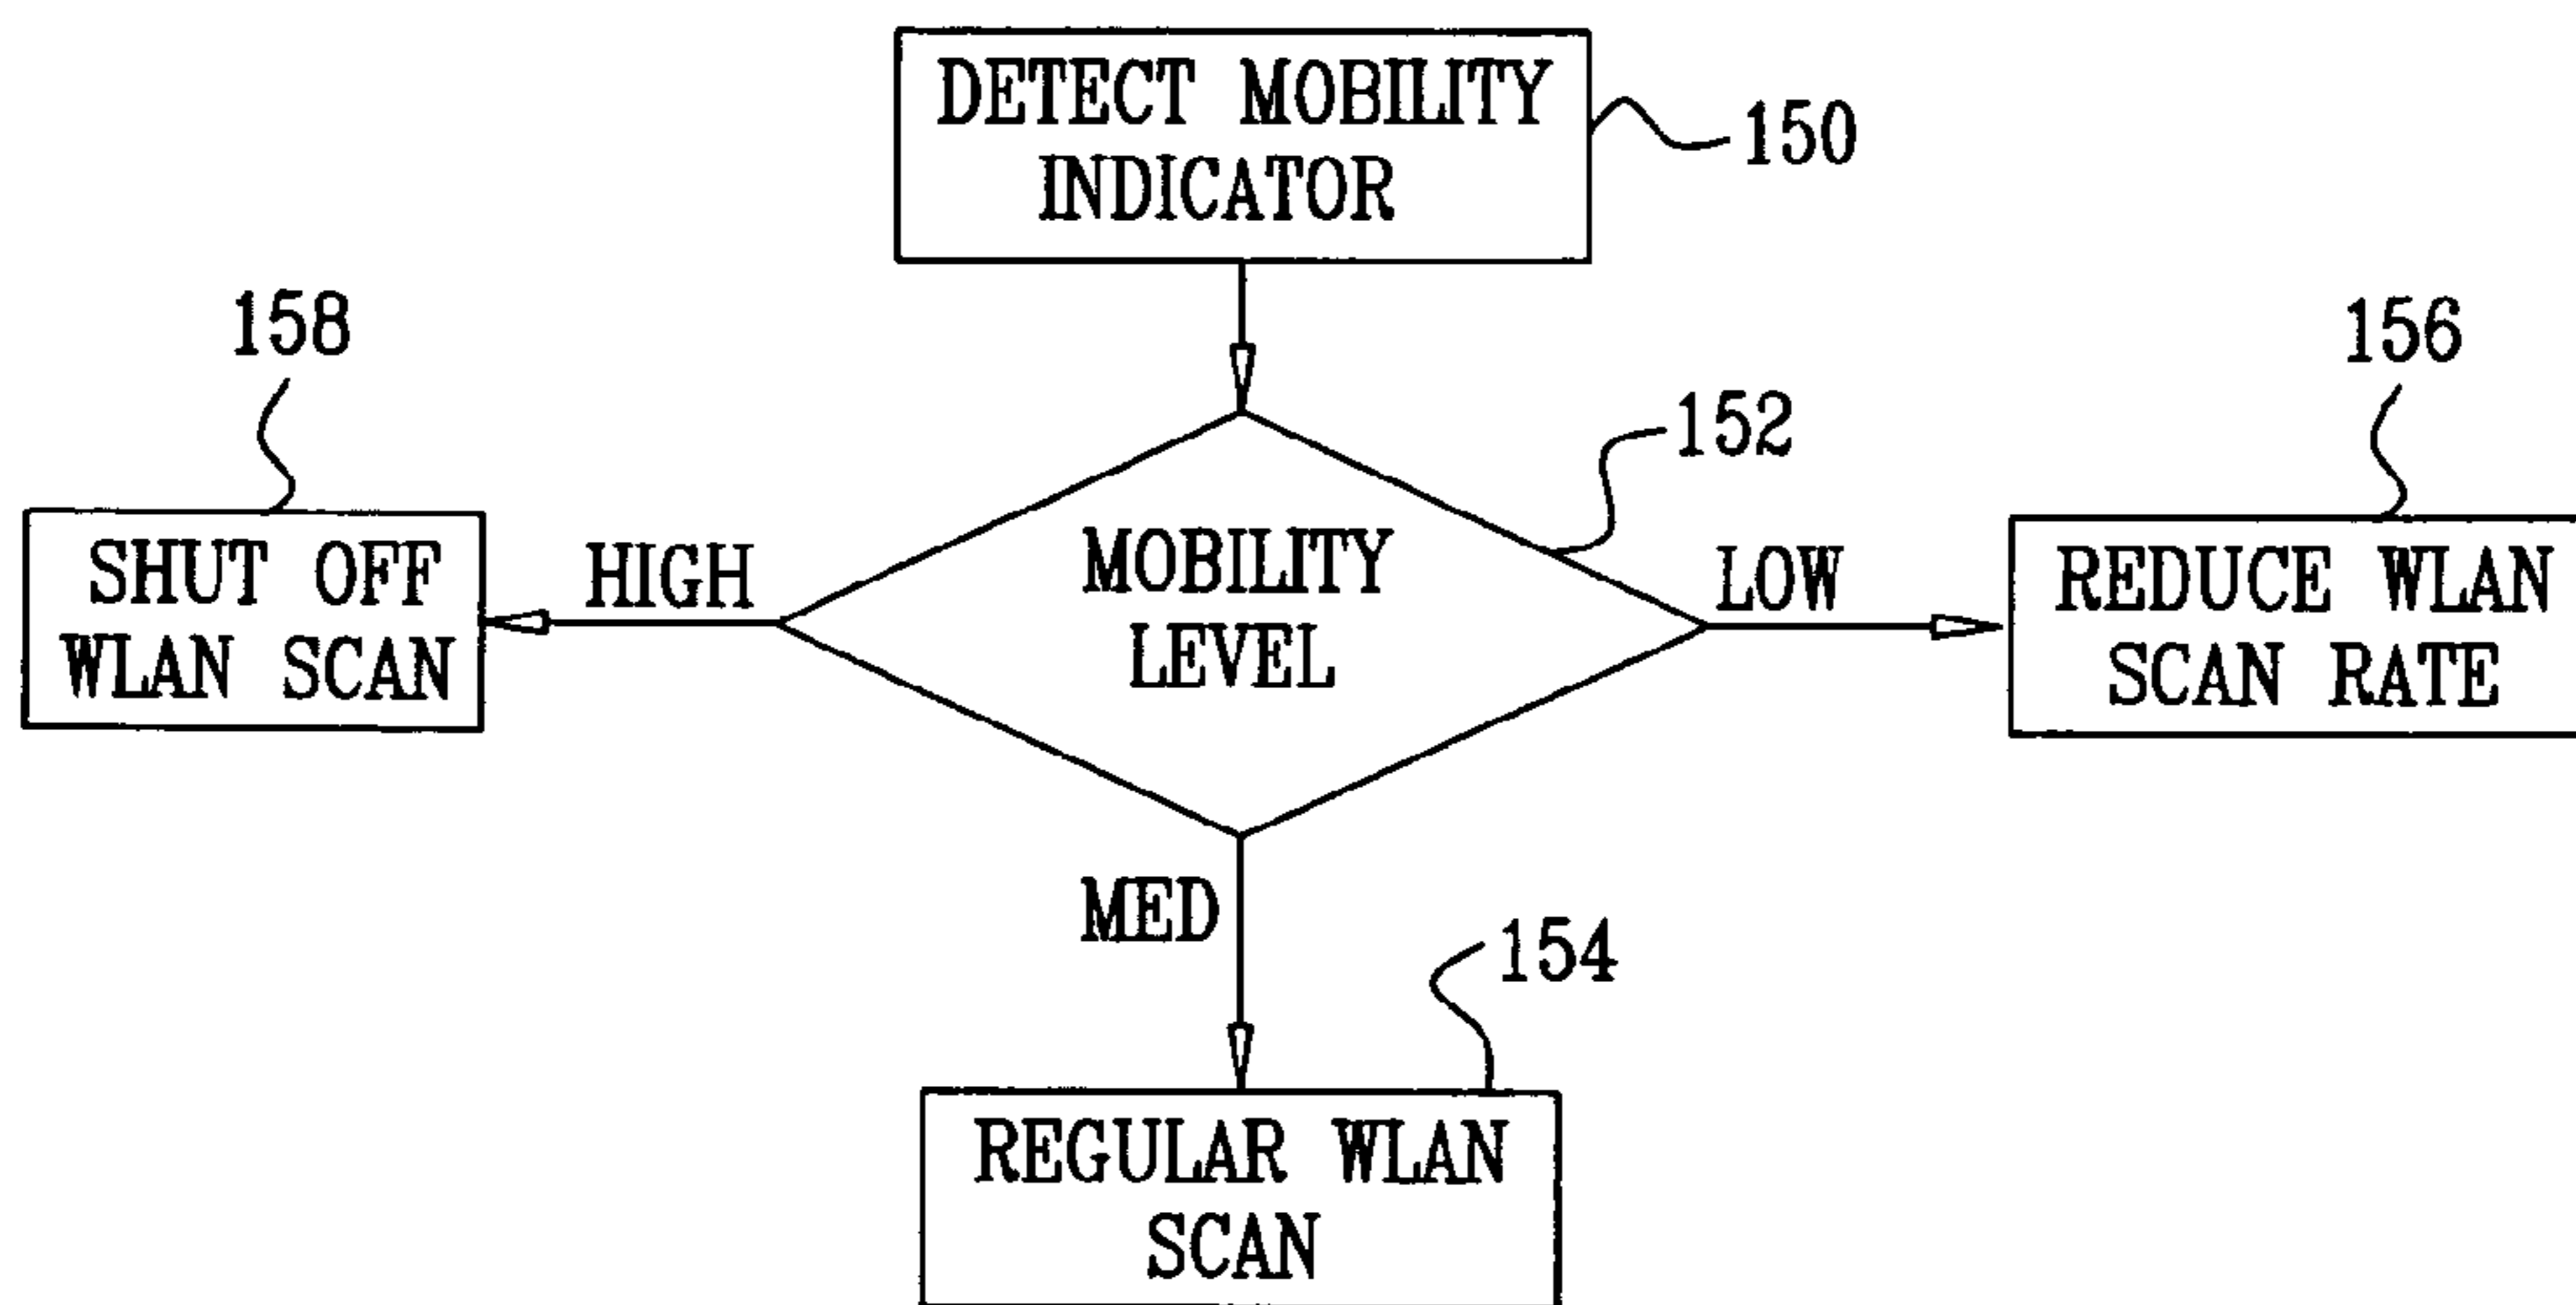 DETECT MOBILITY
INDICATOR
150
158
156
152
SHUT OFF
WLAN SCAN
HIGH
MOBILITY
LEVEL
LOW
REDUCE WLAN
SCAN RATE
MED
154
REGULAR WLAN
SCAN